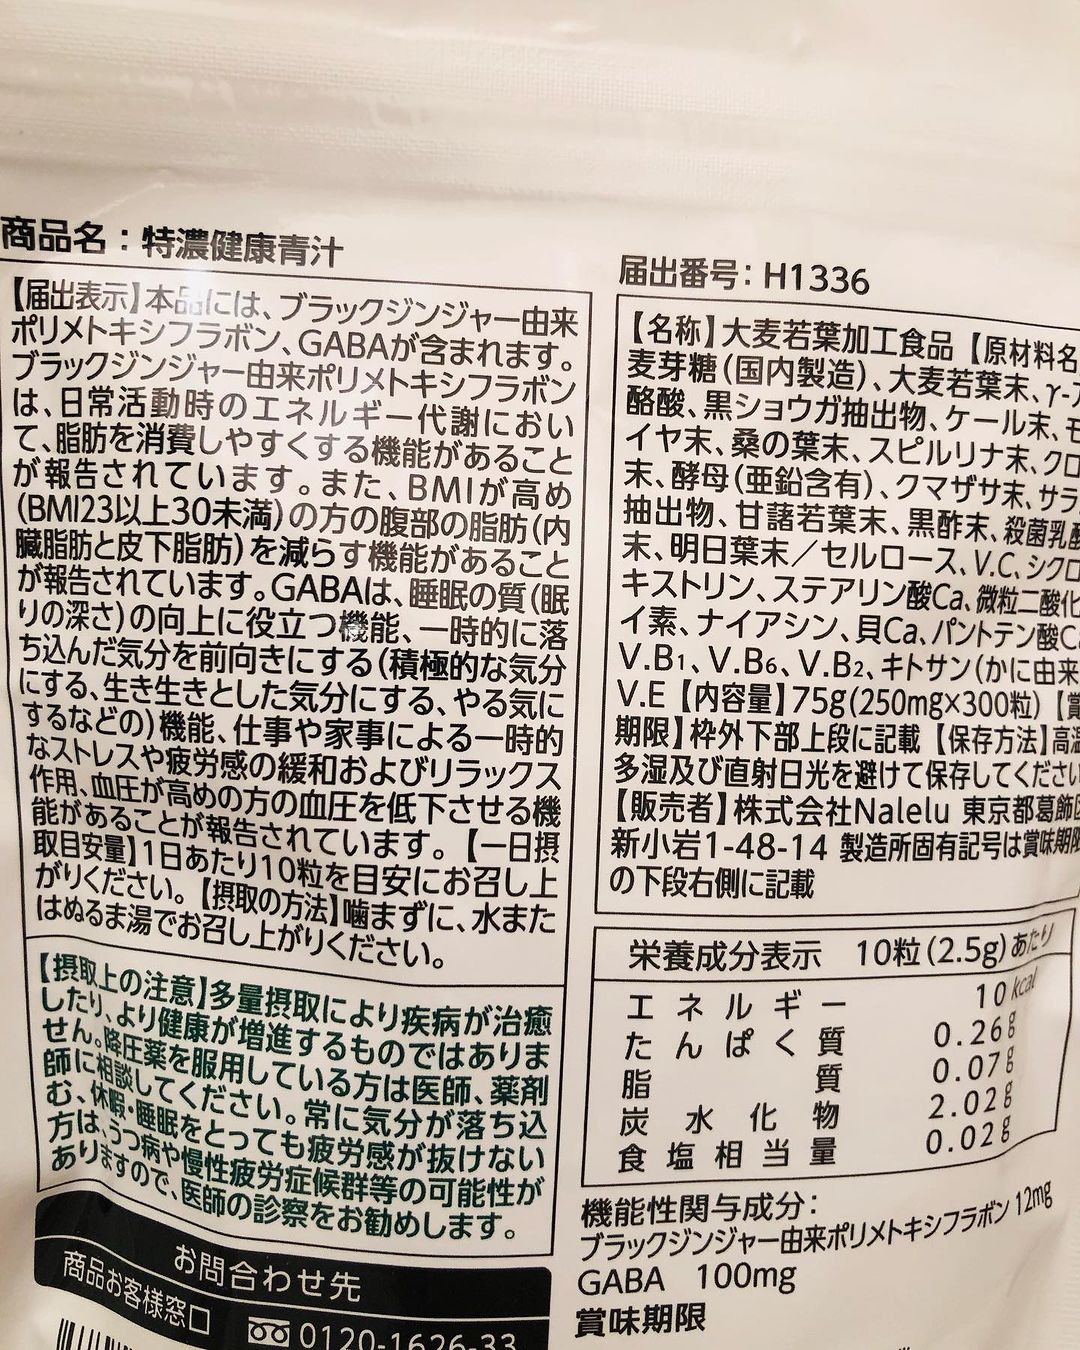 商品名：特濃健康青汁
【届出表示】本品には、ブラックジンジャー由来
ポリメトキシフラボン、GABAが含まれます。
ブラックジンジャー由来ポリメトキシフラボン
は、日常活動時のエネルギー代謝におい
て、脂肪を消費しやすくする機能があること
が報告されています。また、BMIが高め
(BMI23以上30未満)の方の腹部の脂肪(内
臓脂肪と皮下脂肪)を減らす機能があること
が報告されています。GABAは、睡眠の質(眠
りの深さ)の向上に役立つ機能、一時的に落
ち込んだ気分を前向きにする(積極的な気分
にする、生き生きとした気分にする、やる気に
するなどの)機能、仕事や家事による一時的
なストレスや疲労感の緩和およびリラックス
作用、血圧が高めの方の血圧を低下させる機
能があることが報告されています。【一日摂
取目安量】1日あたり10粒を目安にお召し上
がりください。【摂取の方法】噛まずに、水また
はぬるま湯でお召し上がりください。
【摂取上の注意】多量摂取により疾病が治癒
したり、より健康が増進するものではありま
せん。降圧薬を服用している方は医師、薬剤
師に相談してください。常に気分が落ち込
む、休暇・睡眠をとっても疲労感が抜けない
方は、うつ病や慢性疲労症候群等の可能性が
ありますので、医師の診察をお勧めします。
お問合わせ先
商品お客様窓口
0120-1626-33
届出番号：H1336
【名称】大麦若葉加工食品【原材料名
麦芽糖(国内製造)、大麦若葉末、γ-ア
酪酸、黒ショウガ抽出物、ケール末、モ
イヤ末、桑の葉末、スピルリナ末、クロ
末、酵母(亜鉛含有)、クマザサ末、サラ
抽出物、甘藷若葉末、黒酢末、殺菌乳酸
末、明日葉末／セルロース、V.C、シクロ
キストリン、ステアリン酸Ca、微粒二酸化
イ素、ナイアシン、貝Ca、パントテン酸C
V.B1、V.B6、V.B2、キトサン(かに由来
V.E【内容量】75g(250mg×300粒)【賞
期限】枠外下部上段に記載【保存方法】高温
多湿及び直射日光を避けて保存してください
【販売者】株式会社Nalelu 東京都葛飾区
新小岩1-48-14 製造所固有記号は賞味期限
の下段右側に記載
栄養成分表示 10粒(2.5g)あたり
エネルギー 10kcal
たんぱく質 0.26g
脂質 0.07g
炭水化物 2.02g
食塩相当量 0.02g
機能性関与成分：
ブラックジンジャー由来ポリメトキシフラボン 12mg
GABA 100mg
賞味期限